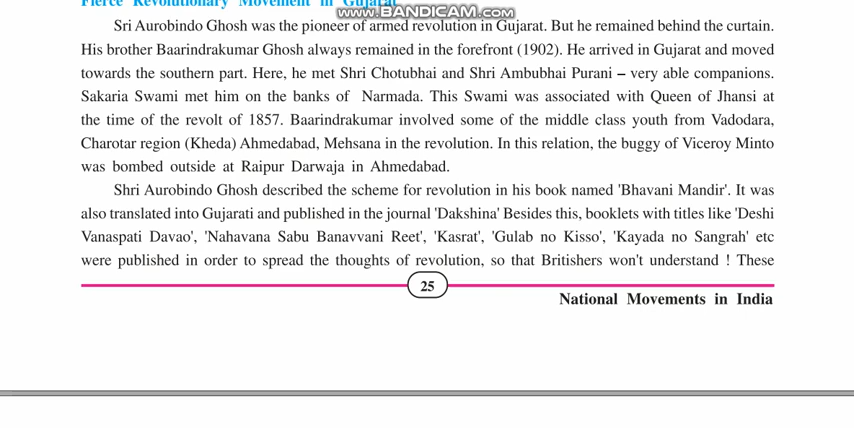 Fierce Revolutionary Movement in Gujarat
www.BANDICAM.com
Sri Aurobindo Ghosh was the pioneer of armed revolution in Gujarat. But he remained behind the curtain.
His brother Baarindrakumar Ghosh always remained in the forefront (1902). He arrived in Gujarat and moved
towards the southern part. Here, he met Shri Chotubhai and Shri Ambubhai Purani – very able companions.
Sakaria Swami met him on the banks of Narmada. This Swami was associated with Queen of Jhansi at
the time of the revolt of 1857. Baarindrakumar involved some of the middle class youth from Vadodara,
Charotar region (Kheda) Ahmedabad, Mehsana in the revolution. In this relation, the buggy of Viceroy Minto
was bombed outside at Raipur Darwaja in Ahmedabad.
Shri Aurobindo Ghosh described the scheme for revolution in his book named 'Bhavani Mandir'. It was
also translated into Gujarati and published in the journal 'Dakshina' Besides this, booklets with titles like 'Deshi
Vanaspati Davao', 'Nahavana Sabu Banavvani Reet', 'Kasrat', 'Gulab no Kisso', 'Kayada no Sangrah' etc
were published in order to spread the thoughts of revolution, so that Britishers won't understand ! These
25
National Movements in India